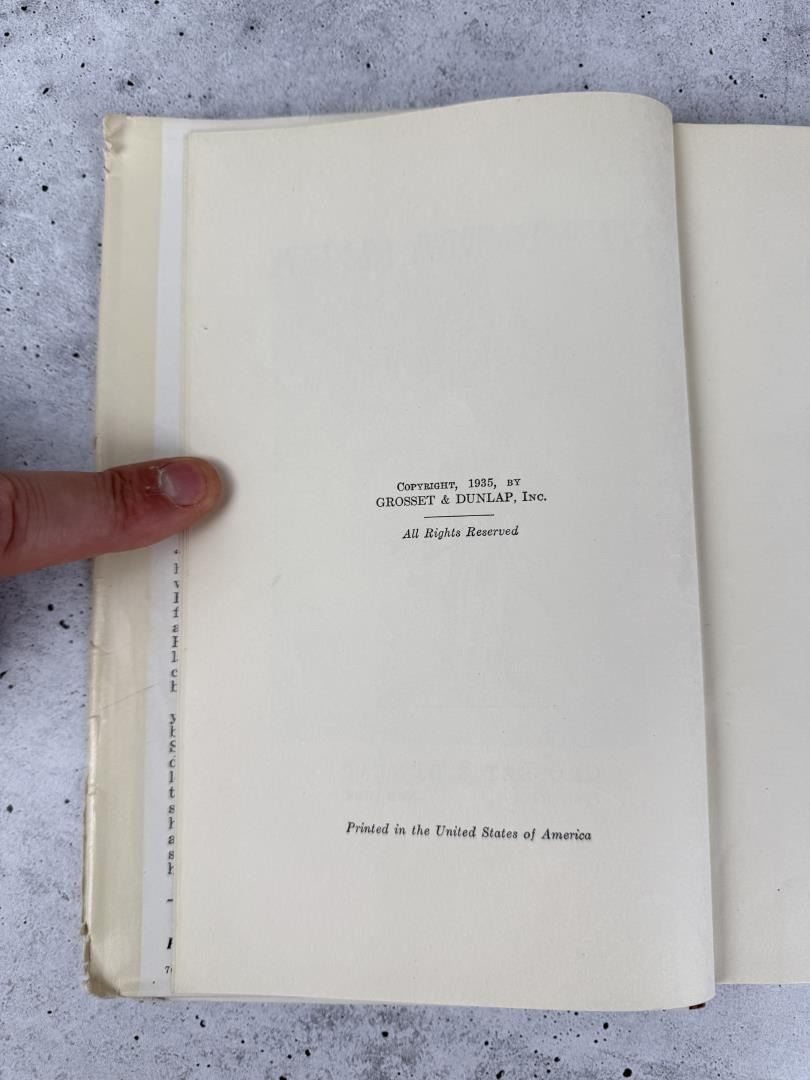 COPYRIGHT, 1935, BY
GROSSET & DUNLAP, INC.
All Rights Reserved
Printed in the United States of America